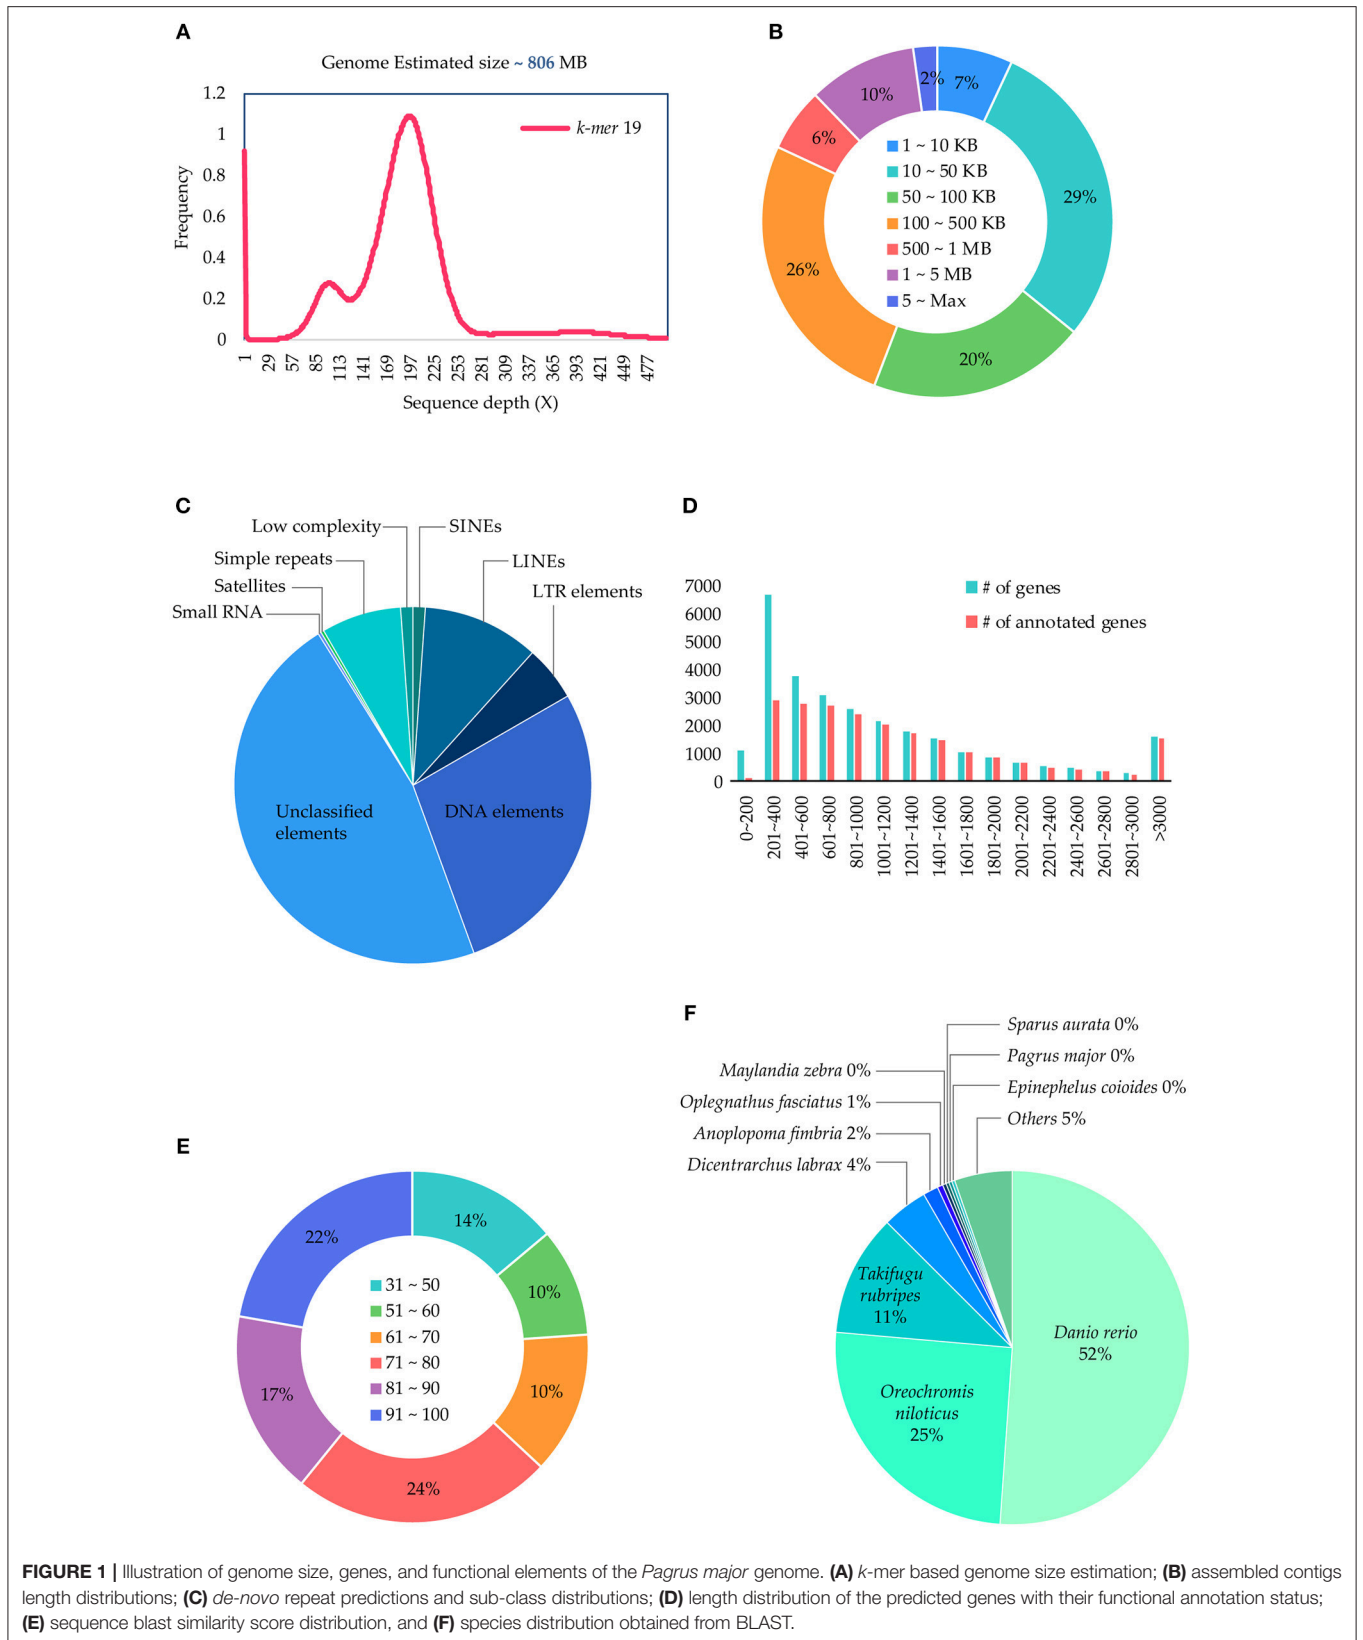 A
Genome Estimated size ~ 806 MB
1.2
1
0.8
0.6
0.4
0.2
0
Frequency
k-mer 19
1
29
57
85
113
141
169
197
225
253
281
309
337
365
393
421
449
477
Sequence depth (X)
B
2%
7%
10%
6%
29%
26%
20%
1 ~ 10 KB
10 ~ 50 KB
50 ~ 100 KB
100 ~ 500 KB
500 ~ 1 MB
1 ~ 5 MB
5 ~ Max
C
Low complexity
SINEs
Simple repeats
LINEs
Satellites
LTR elements
Small RNA
Unclassified
elements
DNA elements
D
7000
6000
5000
4000
3000
2000
1000
0
# of genes
# of annotated genes
0~200
201~400
401~600
601~800
801~1000
1001~1200
1201~1400
1401~1600
1601~1800
1801~2000
2001~2200
2201~2400
2401~2600
2601~2800
2801~3000
>3000
E
22%
14%
10%
10%
24%
17%
31 ~ 50
51 ~ 60
61 ~ 70
71 ~ 80
81 ~ 90
91 ~ 100
F
Sparus aurata 0%
Pagrus major 0%
Maylandia zebra 0%
Epinephelus coioides 0%
Oplegnathus fasciatus 1%
Others 5%
Anoplopoma fimbria 2%
Dicentrarchus labrax 4%
Takifugu
rubripes
11%
Danio rerio
52%
Oreochromis
niloticus
25%
FIGURE 1 | Illustration of genome size, genes, and functional elements of the Pagrus major genome. (A) k-mer based genome size estimation; (B) assembled contigs
length distributions; (C) de-novo repeat predictions and sub-class distributions; (D) length distribution of the predicted genes with their functional annotation status;
(E) sequence blast similarity score distribution, and (F) species distribution obtained from BLAST.